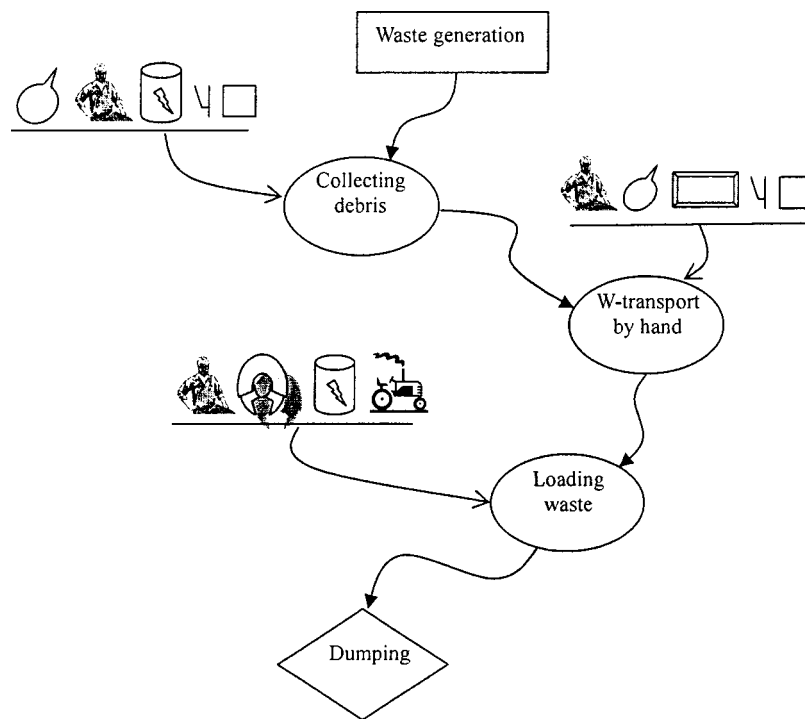 Waste generation
Collecting
debris
W-transport
by hand
Loading
waste
Dumping